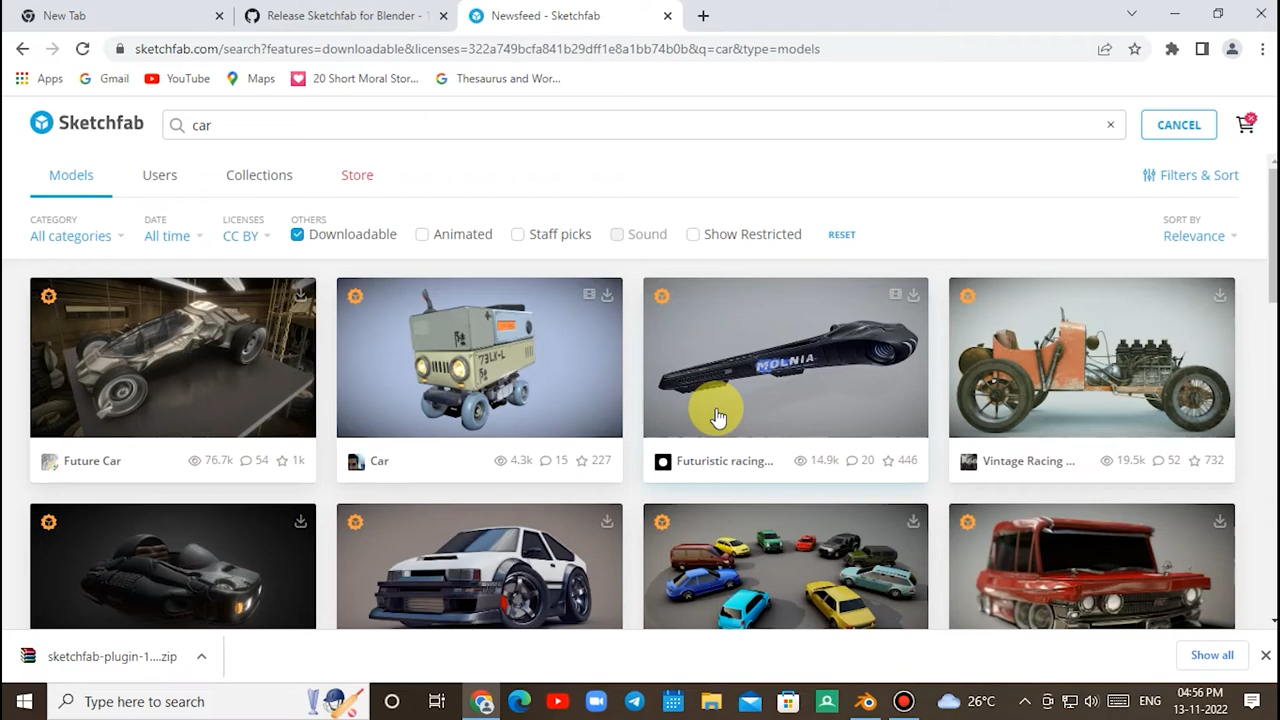 New Tab
Release Sketchfab for Blender - 1
Newsfeed - Sketchfab
sketchfab.com/search?features=downloadable&licenses=322a749bcfa841b29dff1e8a1bb74b0b&q=car&type=models
Apps
Gmail
YouTube
Maps
20 Short Moral Stor...
Thesaurus and Wor...
Sketchfab
car
CANCEL
Models
Users
Collections
Store
Filters & Sort
CATEGORY
All categories
DATE
All time
LICENSES
CC BY
OTHERS
Downloadable
Animated
Staff picks
Sound
Show Restricted
RESET
SORT BY
Relevance
73LX-L
MOLNIA
Future Car
76.7k
54
1k
Car
4.3k
15
227
Futuristic racing...
14.9k
20
446
Vintage Racing ...
19.5k
52
732
sketchfab-plugin-1....zip
Show all
Type here to search
26°C
ENG
04:56 PM
13-11-2022